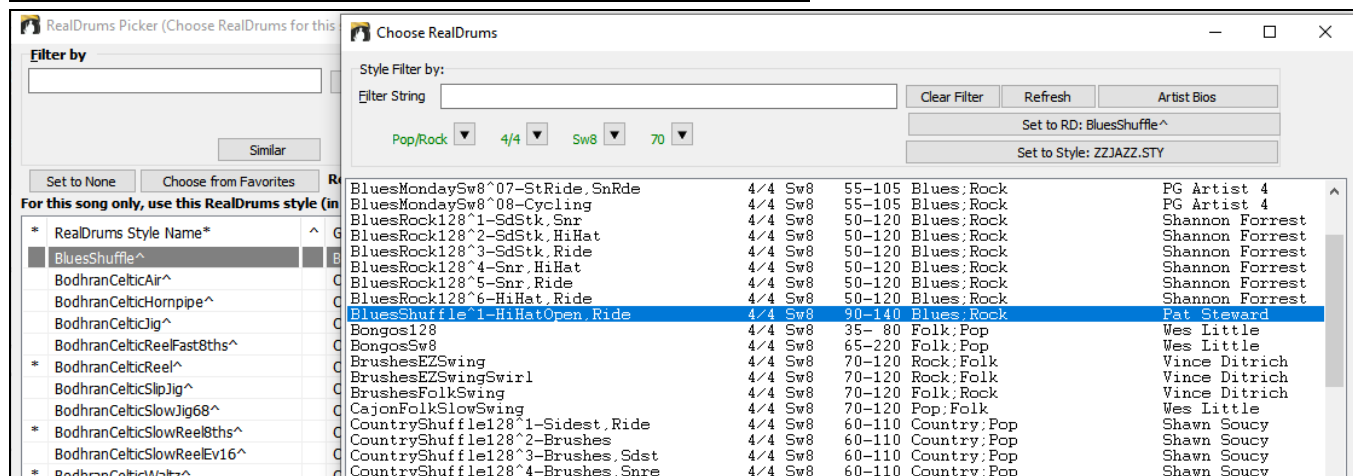 RealDrums Picker (Choose RealDrums for this
Filter by
Similar
Set to None Choose from Favorites
For this song only, use this RealDrums style (in
* RealDrums Style Name* ^
BluesShuffle^
BodhranCelticAir^
BodhranCelticHornpipe^
BodhranCelticJig^
BodhranCelticReelFast8ths^
* BodhranCelticReel^
BodhranCelticSlipJig^
BodhranCelticSlowJig68^
* BodhranCelticSlowReel8ths^
BodhranCelticSlowReelEv16^
* BodhranCelticWaltz^
Choose RealDrums
Style Filter by:
Filter String Clear Filter Refresh Artist Bios
Set to RD: BluesShuffle^
Pop/Rock 4/4 Sw8 70
Set to Style: ZZJAZZ.STY
BluesMondaySw8^07-StRide,SnRde 4/4 Sw8 55-105 Blues;Rock PG Artist 4
BluesMondaySw8^08-Cycling 4/4 Sw8 55-105 Blues;Rock PG Artist 4
BluesRock128^1-SdStk,Snr 4/4 Sw8 50-120 Blues;Rock Shannon Forrest
BluesRock128^2-SdStk,HiHat 4/4 Sw8 50-120 Blues;Rock Shannon Forrest
BluesRock128^3-SdStk,Ride 4/4 Sw8 50-120 Blues;Rock Shannon Forrest
BluesRock128^4-Snr,HiHat 4/4 Sw8 50-120 Blues;Rock Shannon Forrest
BluesRock128^5-Snr,Ride 4/4 Sw8 50-120 Blues;Rock Shannon Forrest
BluesRock128^6-HiHat,Ride 4/4 Sw8 50-120 Blues;Rock Shannon Forrest
BluesShuffle^1-HiHatOpen,Ride 4/4 Sw8 90-140 Blues;Rock Pat Steward
Bongos128 4/4 Sw8 35- 80 Folk;Pop Wes Little
BongosSw8 4/4 Sw8 65-220 Folk;Pop Wes Little
BrushesEZSwing 4/4 Sw8 70-120 Rock;Folk Vince Ditrich
BrushesEZSwingSwirl 4/4 Sw8 70-120 Rock;Folk Vince Ditrich
BrushesFolkSwing 4/4 Sw8 70-120 Folk;Rock Vince Ditrich
CajonFolkSlowSwing 4/4 Sw8 70-120 Pop;Folk Wes Little
CountryShuffle128^1-Sidest,Ride 4/4 Sw8 60-110 Country;Pop Shawn Soucy
CountryShuffle128^2-Brushes 4/4 Sw8 60-110 Country;Pop Shawn Soucy
CountryShuffle128^3-Brushes,Sdst 4/4 Sw8 60-110 Country;Pop Shawn Soucy
CountryShuffle128^4-Brushes,Snre 4/4 Sw8 60-110 Country;Pop Shawn Soucy